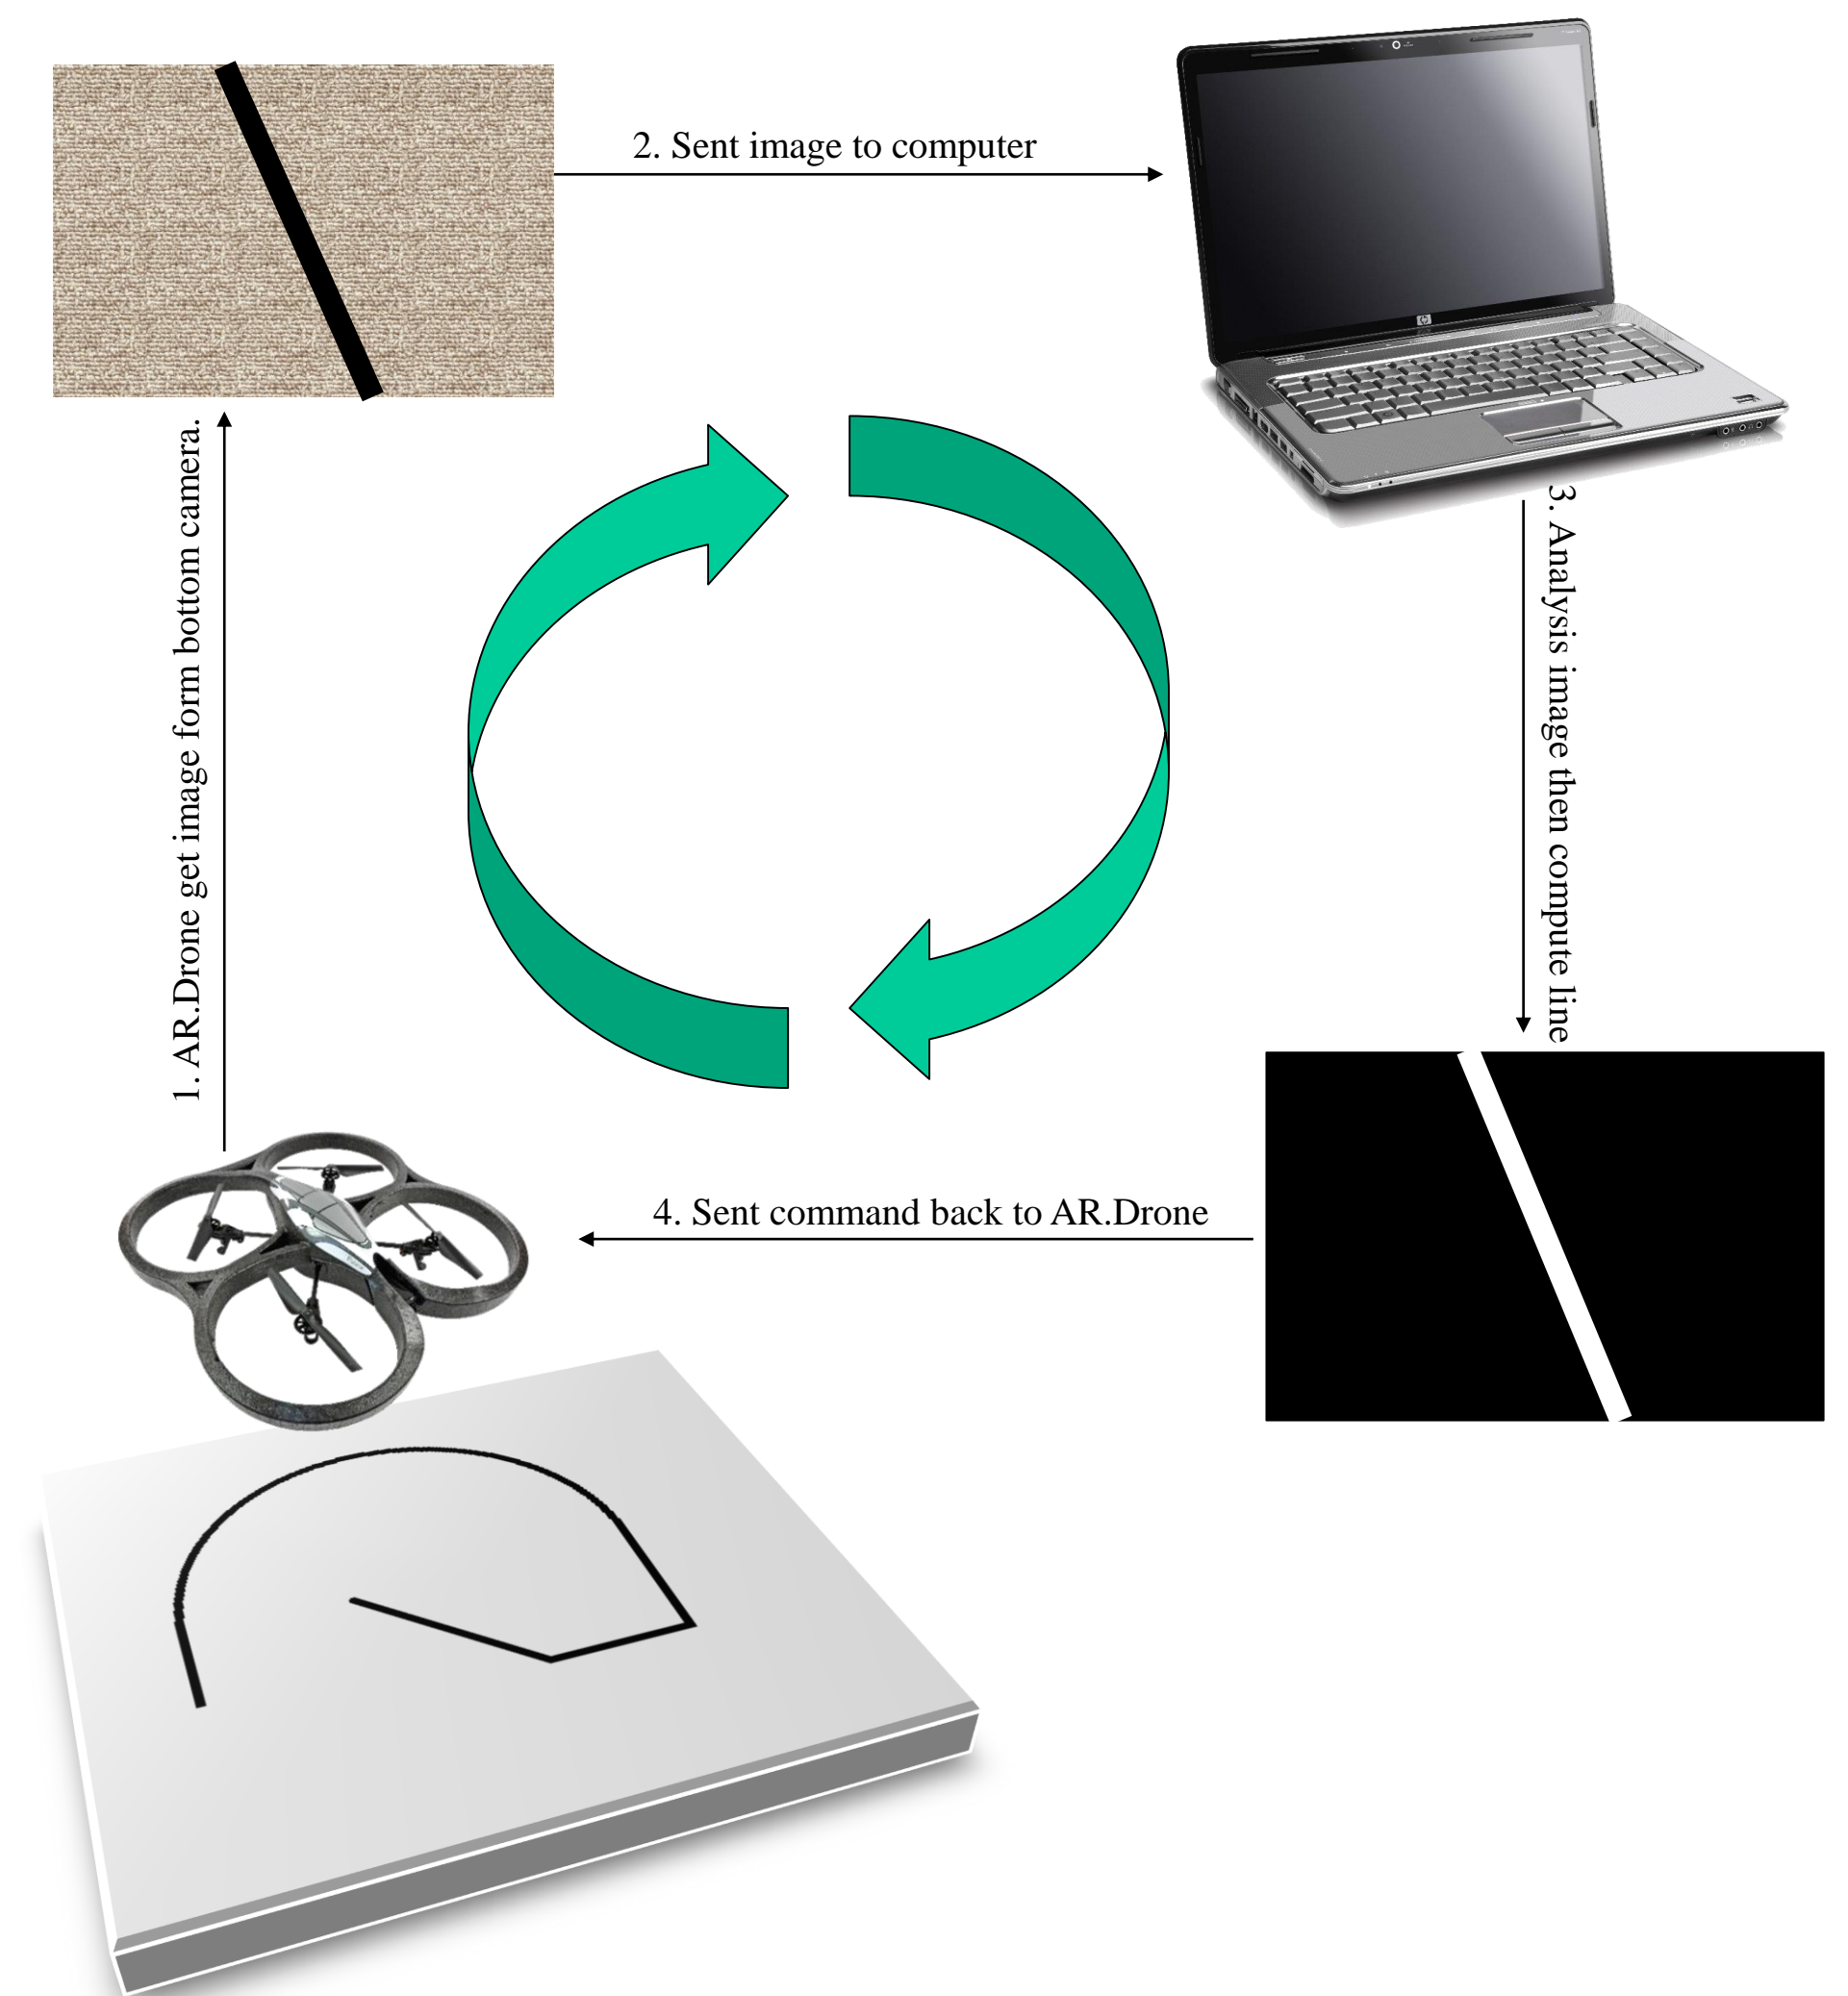 2. Sent image to computer
1. AR.Drone get image form bottom camera.
3. Analysis image then compute line
4. Sent command back to AR.Drone